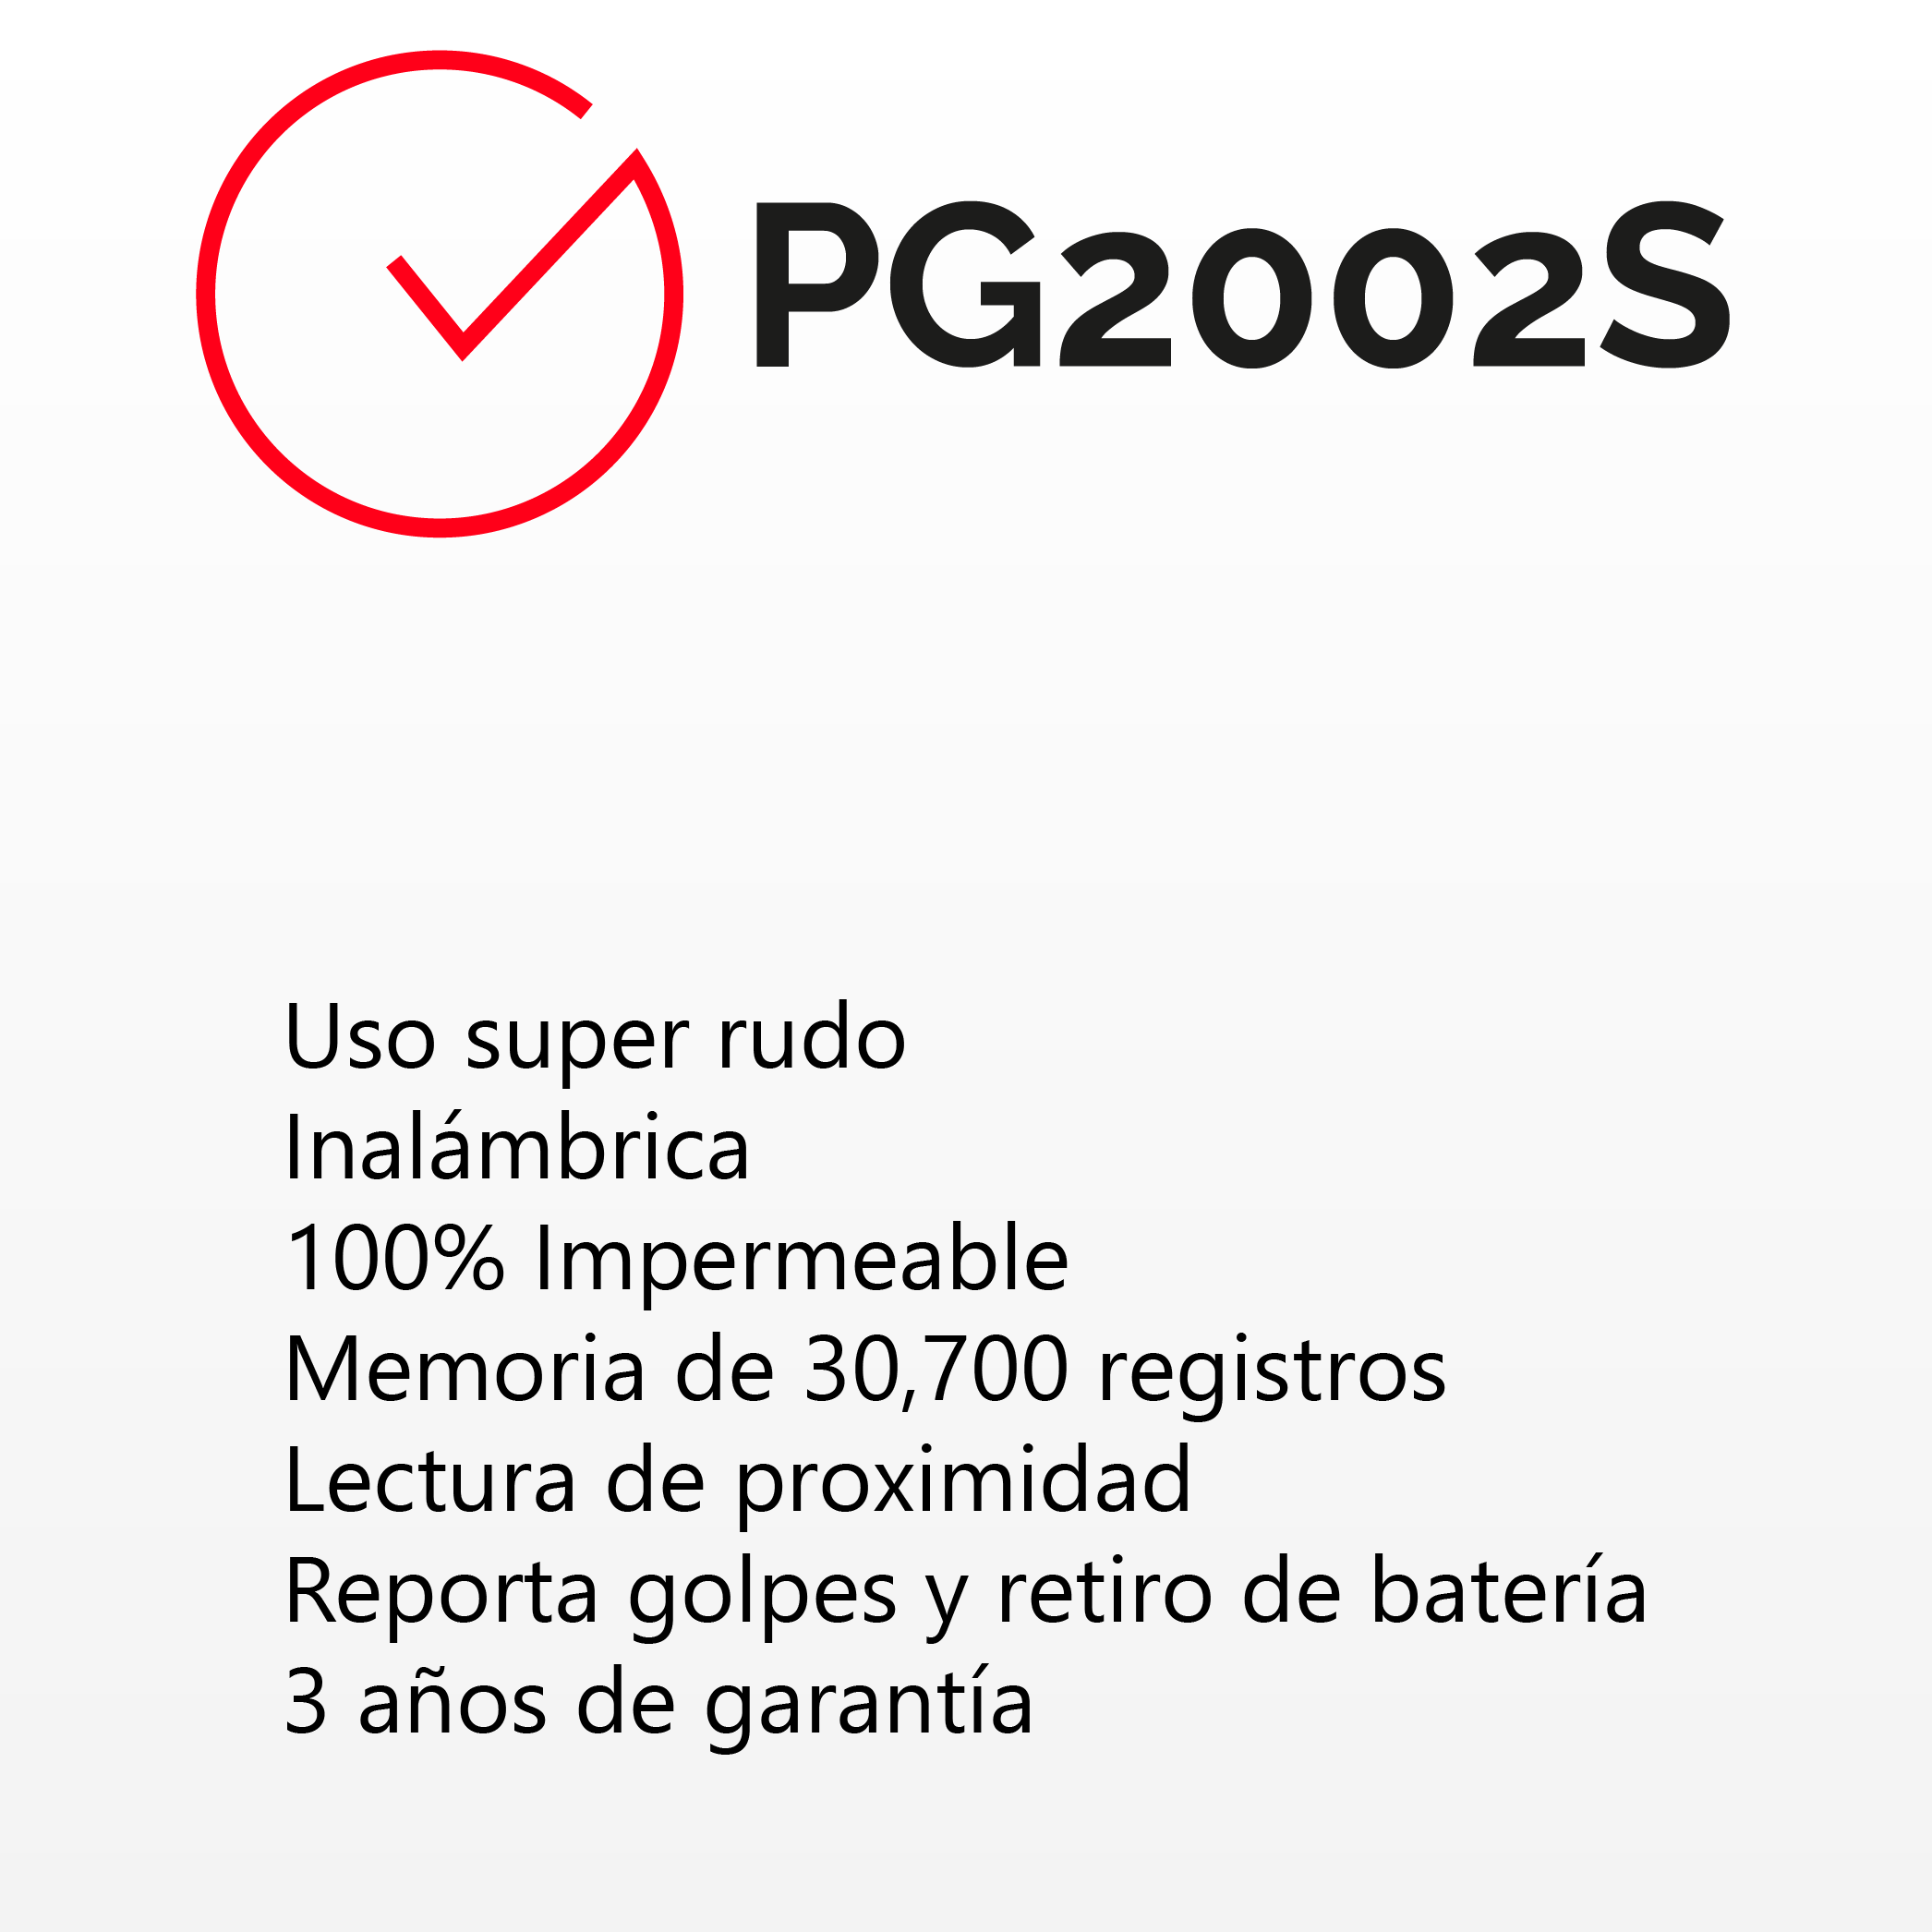 PG2002S
Uso super rudo
Inalámbrica
100% Impermeable
Memoria de 30,700 registros
Lectura de proximidad
Reporta golpes y retiro de batería
3 años de garantía